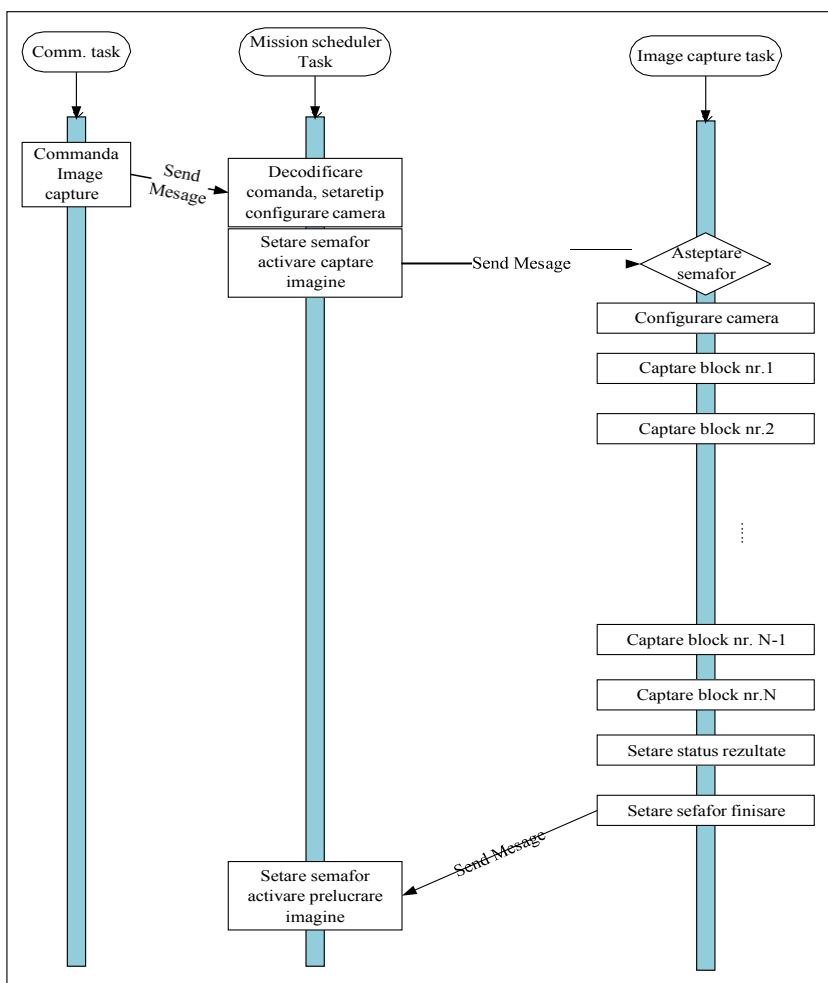 Comm. task
Mission scheduler
Task
Image capture task
Commanda
Image
capture
Send
Mesage
Decodificare
comanda, setaretip
configurare camera
Setare semafor
activare captare
imagine
Send Mesage
Asteptare
semafor
Configurare camera
Captare block nr.1
Captare block nr.2
Captare block nr. N-1
Captare block nr.N
Setare status rezultate
Setare sefafor finisare
Send Mesage
Setare semafor
activare prelucrare
imagine